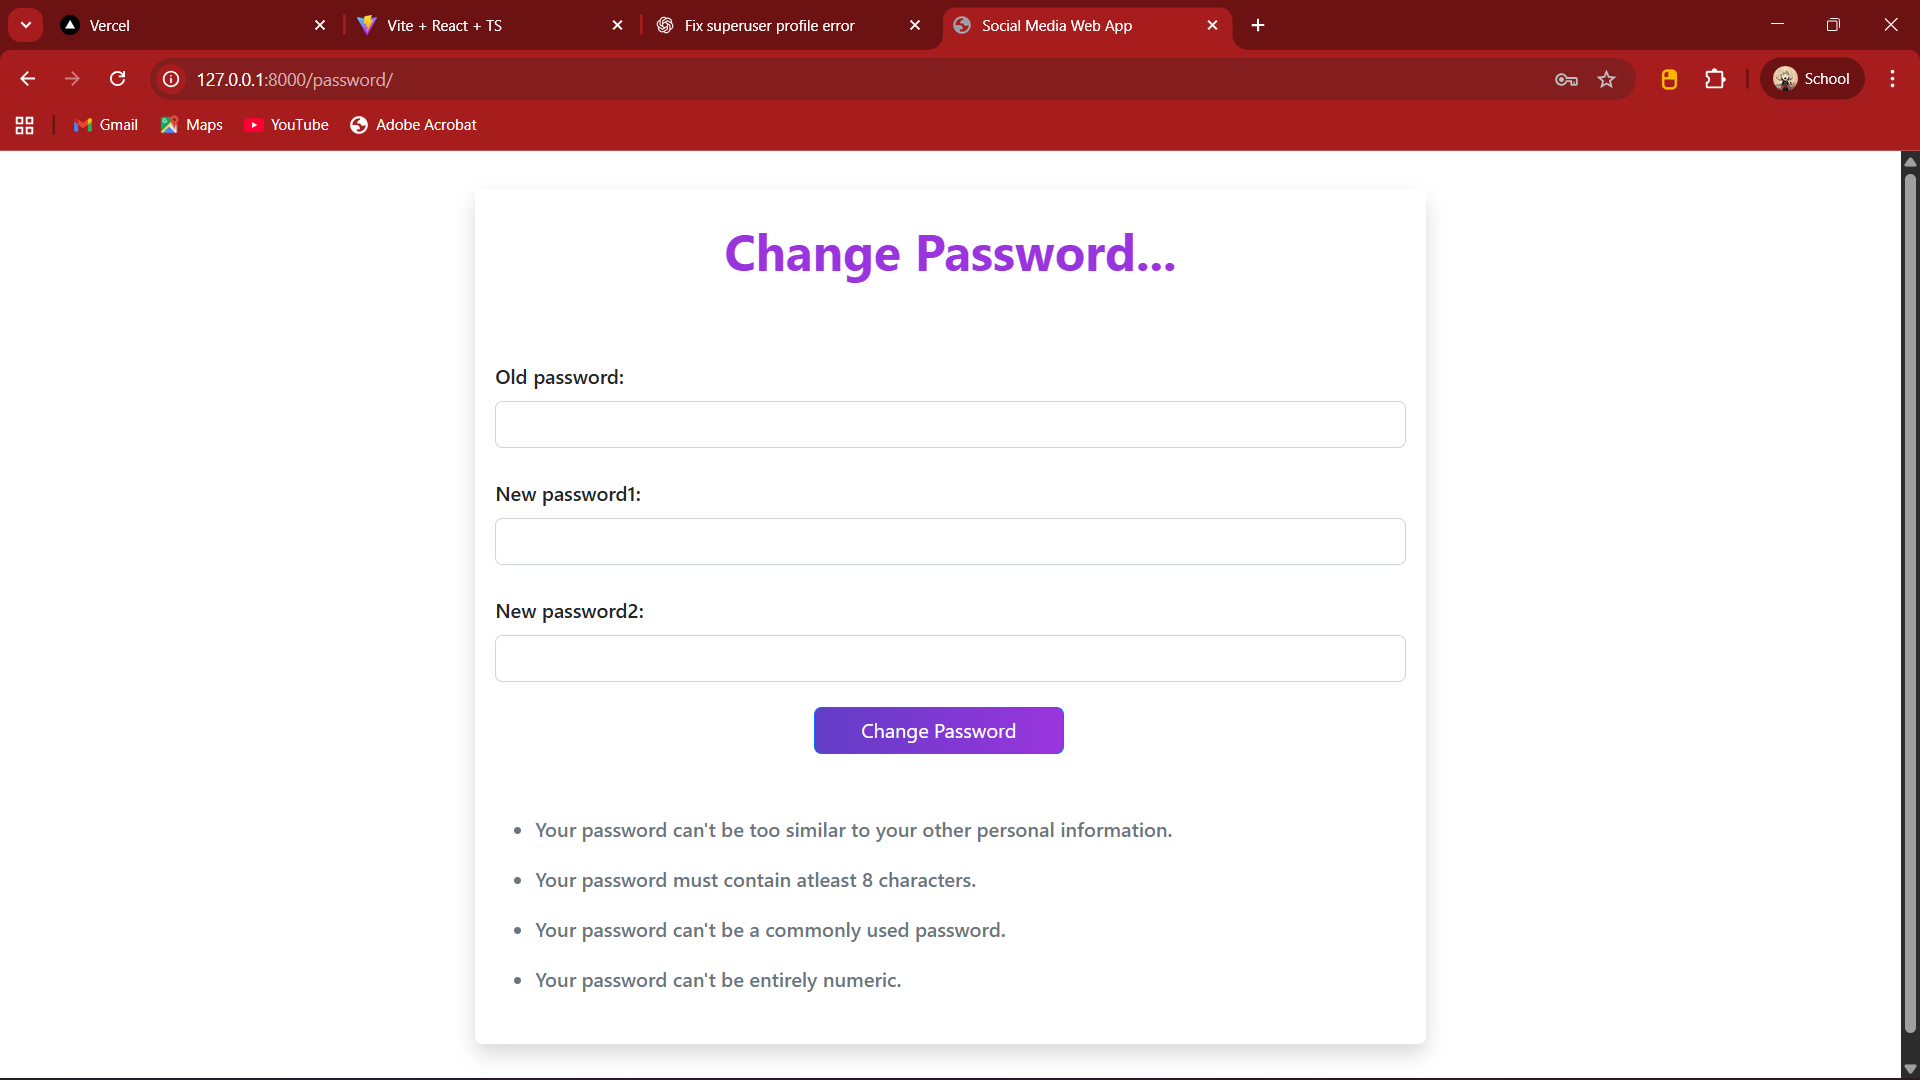 Vercel
Vite + React + TS
Fix superuser profile error
Social Media Web App
127.0.0.1:8000/password/
School
Gmail
Maps
YouTube
Adobe Acrobat
Change Password...
Old password:
New password1:
New password2:
Change Password
Your password can't be too similar to your other personal information.
Your password must contain atleast 8 characters.
Your password can't be a commonly used password.
Your password can't be entirely numeric.